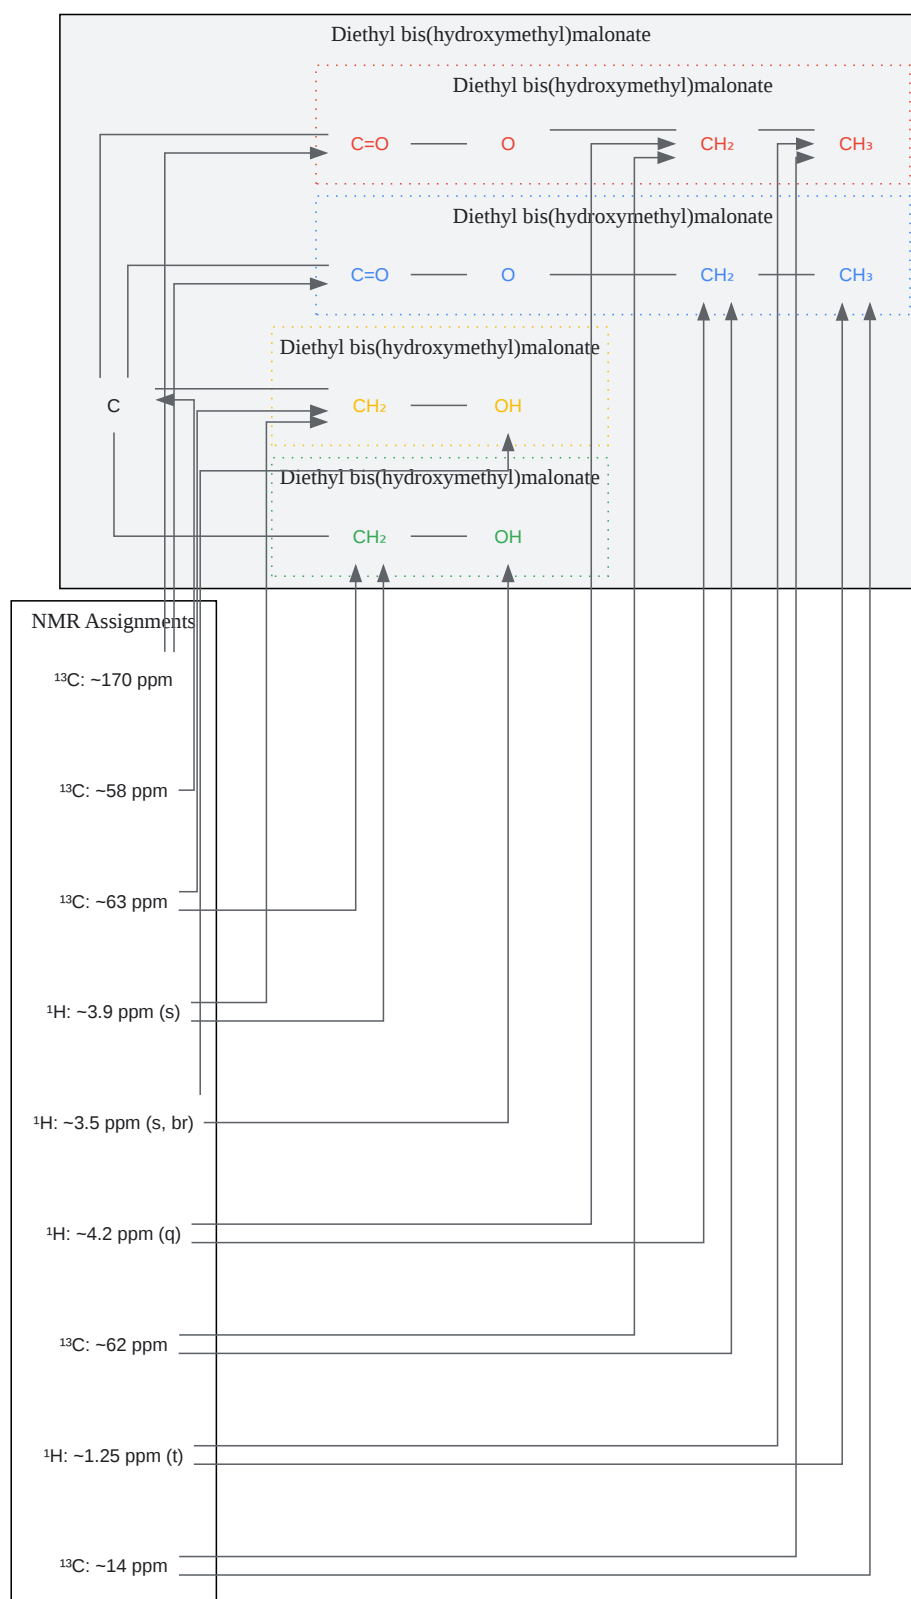 Diethyl bis(hydroxymethyl)malonate
Diethyl bis(hydroxymethyl)malonate
C=O O CH₂ CH₃
Diethyl bis(hydroxymethyl)malonate
C=O O CH₂ CH₃
Diethyl bis(hydroxymethyl)malonate
C CH₂ OH
Diethyl bis(hydroxymethyl)malonate
CH₂ OH
NMR Assignments
¹³C: ~170 ppm
¹³C: ~58 ppm
¹³C: ~63 ppm
¹H: ~3.9 ppm (s)
¹H: ~3.5 ppm (s, br)
¹H: ~4.2 ppm (q)
¹³C: ~62 ppm
¹H: ~1.25 ppm (t)
¹³C: ~14 ppm